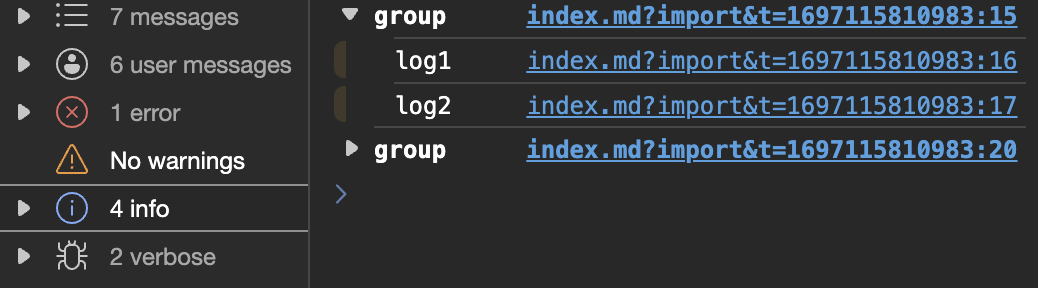 7 messages
6 user messages
1 error
No warnings
4 info
2 verbose
group index.md?import&t=1697115810983:15
log1 index.md?import&t=1697115810983:16
log2 index.md?import&t=1697115810983:17
group index.md?import&t=1697115810983:20